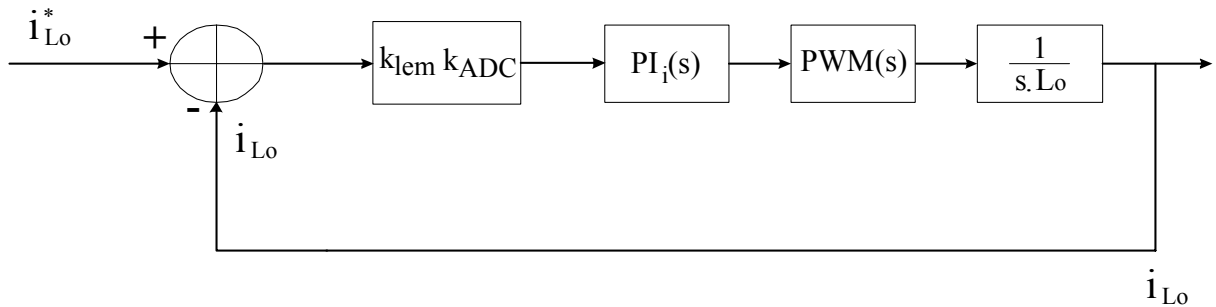 i*Lo
+
-
klem kADC
PIi(s)
PWM(s)
1
s.Lo
iLo
iLo